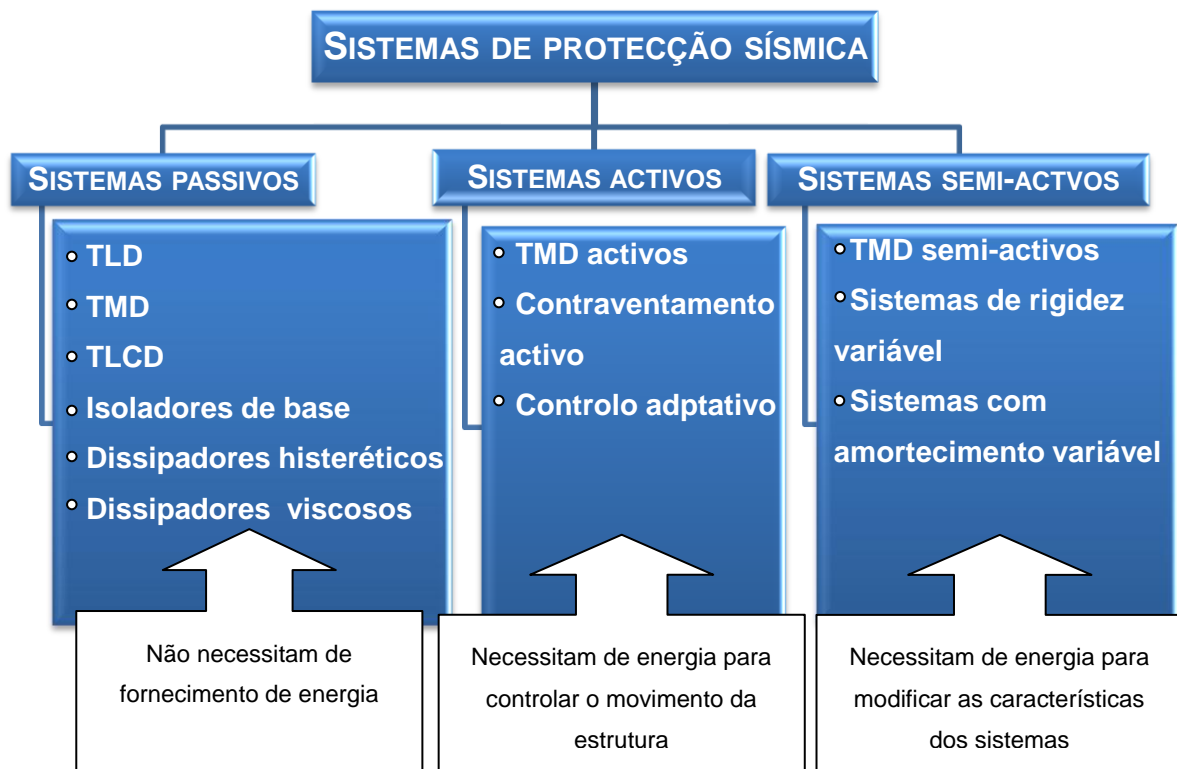 SISTEMAS DE PROTECÇÃO SÍSMICA
SISTEMAS PASSIVOS
TLD
TMD
TLCD
Isoladores de base
Dissipadores histeréticos
Dissipadores viscosos
Não necessitam de
fornecimento de energia
SISTEMAS ACTIVOS
TMD activos
Contraventamento
activo
Controlo adptativo
Necessitam de energia para
controlar o movimento da
estrutura
SISTEMAS SEMI-ACTVOS
TMD semi-activos
Sistemas de rigidez
variável
Sistemas com
amortecimento variável
Necessitam de energia para
modificar as características
dos sistemas